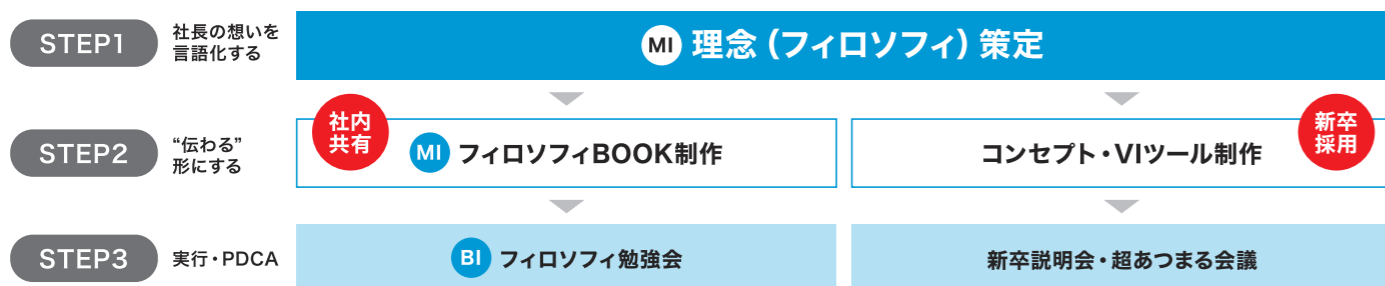 STEP1
社長の想いを
言語化する
MI 理念（フィロソフィ）策定
STEP2
“伝わる”
形にする
社内
共有
MI フィロソフィBOOK制作
コンセプト・VIツール制作
新卒
採用
STEP3
実行・PDCA
BI フィロソフィ勉強会
新卒説明会・超あつまる会議